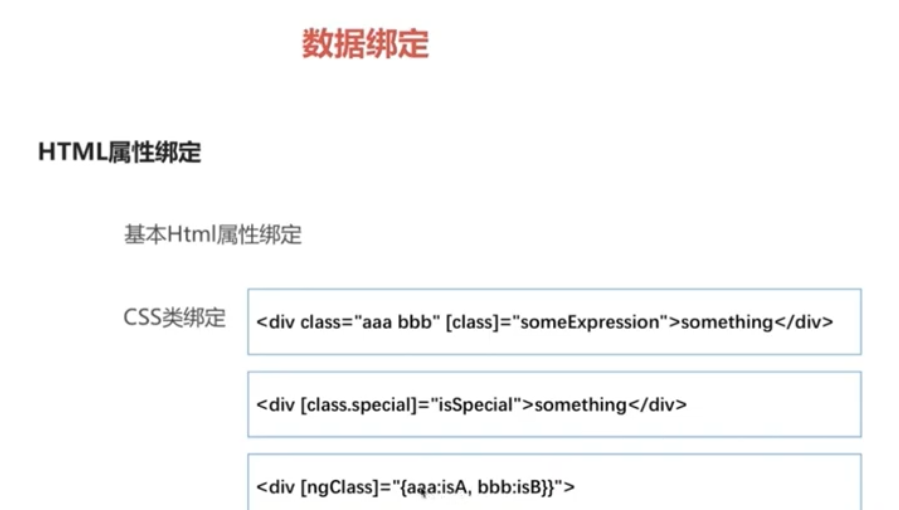 数据绑定
HTML属性绑定
基本Html属性绑定
CSS类绑定
<div class="aaa bbb" [class]="someExpression">something</div>
<div [class.special]="isSpecial">something</div>
<div [ngClass]="{aaa:isA, bbb:isB}}">